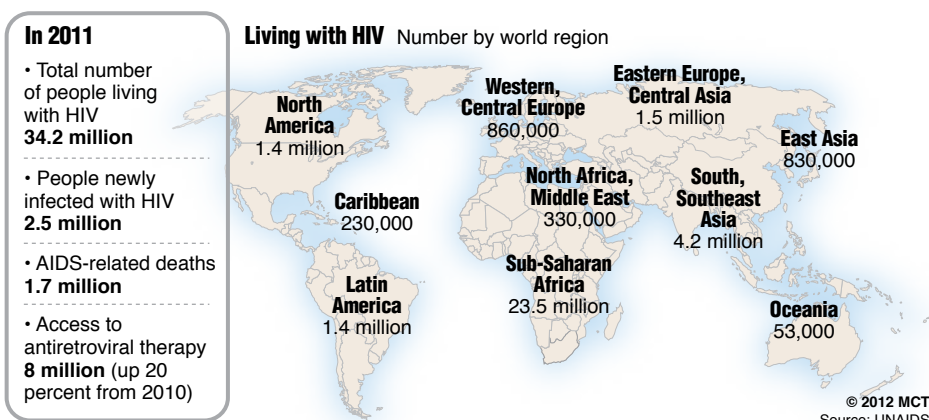 In 2011
• Total number
of people living
with HIV
34.2 million
• People newly
infected with HIV
2.5 million
• AIDS-related deaths
1.7 million
• Access to
antiretroviral therapy
8 million (up 20
percent from 2010)
Living with HIV Number by world region
North
America
1.4 million
Western,
Central Europe
860,000
Eastern Europe,
Central Asia
1.5 million
East Asia
830,000
Caribbean
230,000
North Africa,
Middle East
330,000
South,
Southeast
Asia
4.2 million
Latin
America
1.4 million
Sub-Saharan
Africa
23.5 million
Oceania
53,000
© 2012 MCT
Source: UNAIDS